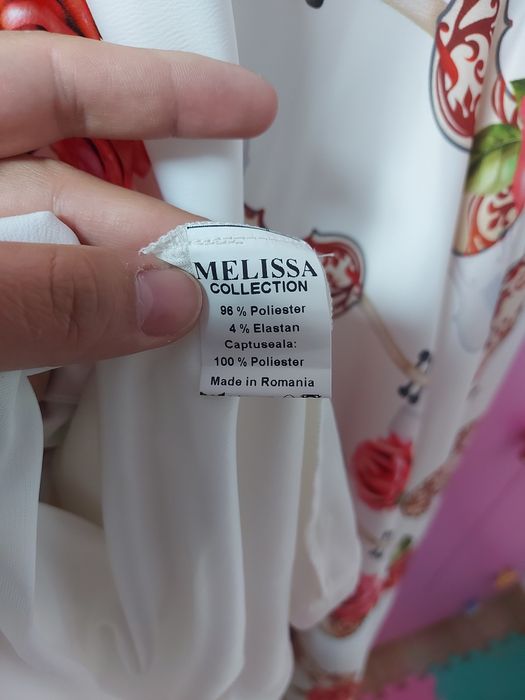 MELISSA
COLLECTION
96 % Poliester
4 % Elastan
Captuseala:
100 % Poliester
Made in Romania